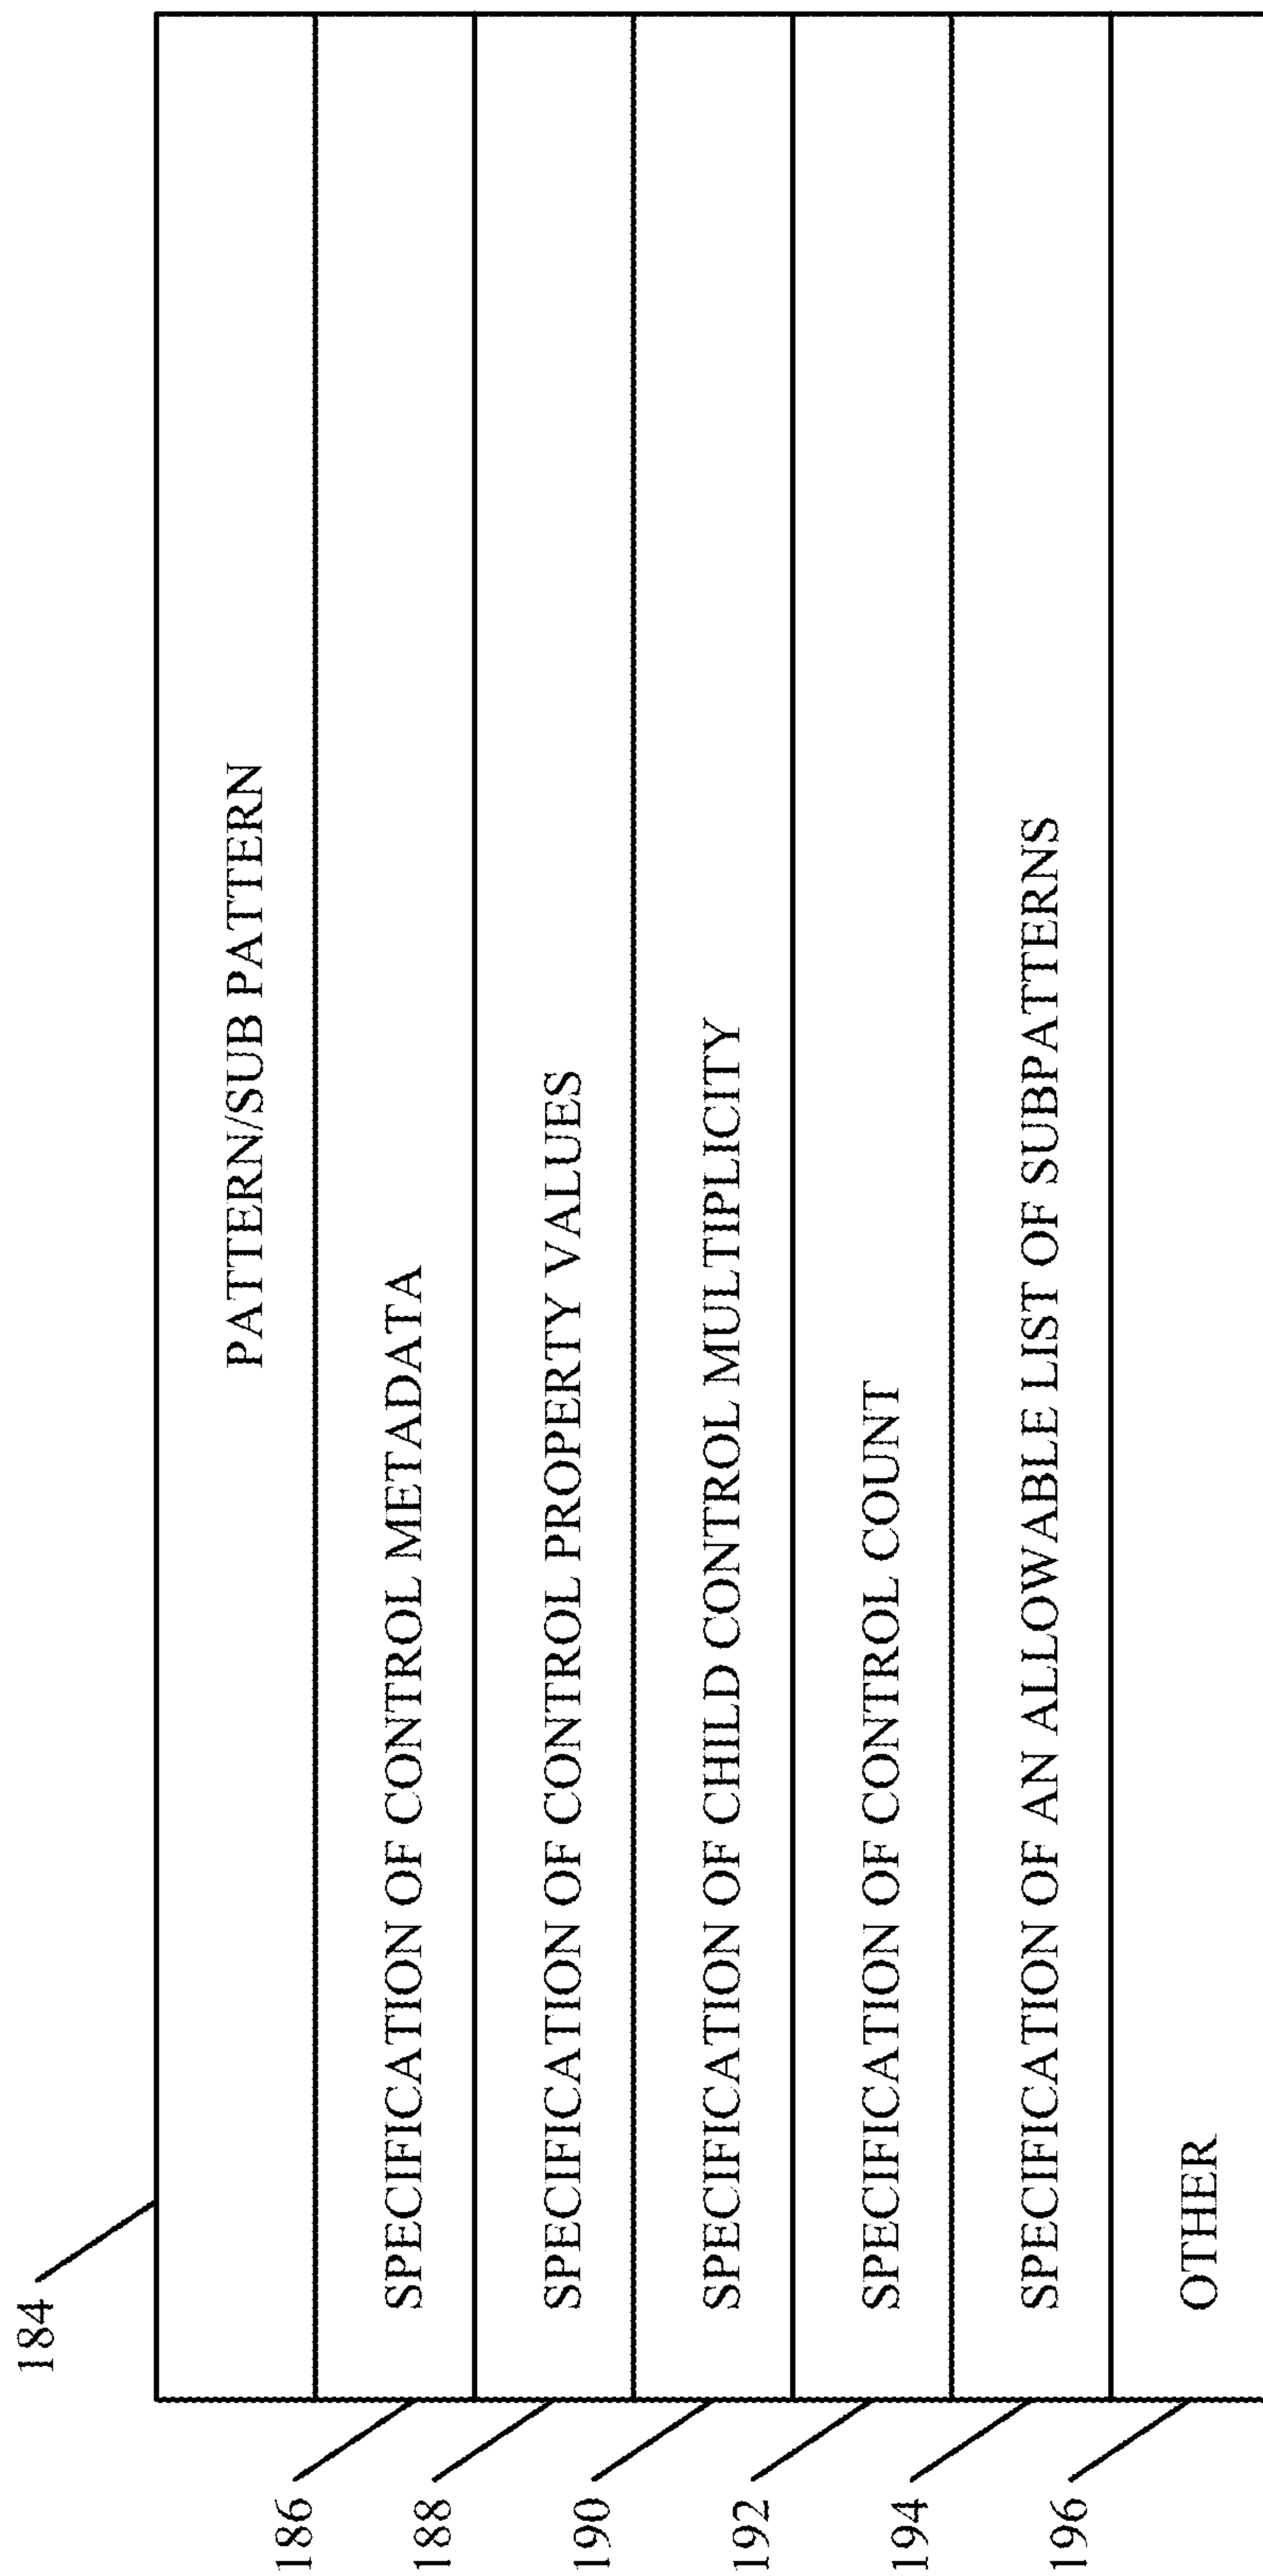 184
PATTERN/SUB PATTERN
186
SPECIFICATION OF CONTROL METADATA
188
SPECIFICATION OF CONTROL PROPERTY VALUES
190
SPECIFICATION OF CHILD CONTROL MULTIPLICITY
192
SPECIFICATION OF CONTROL COUNT
194
SPECIFICATION OF AN ALLOWABLE LIST OF SUBPATTERNS
196
OTHER